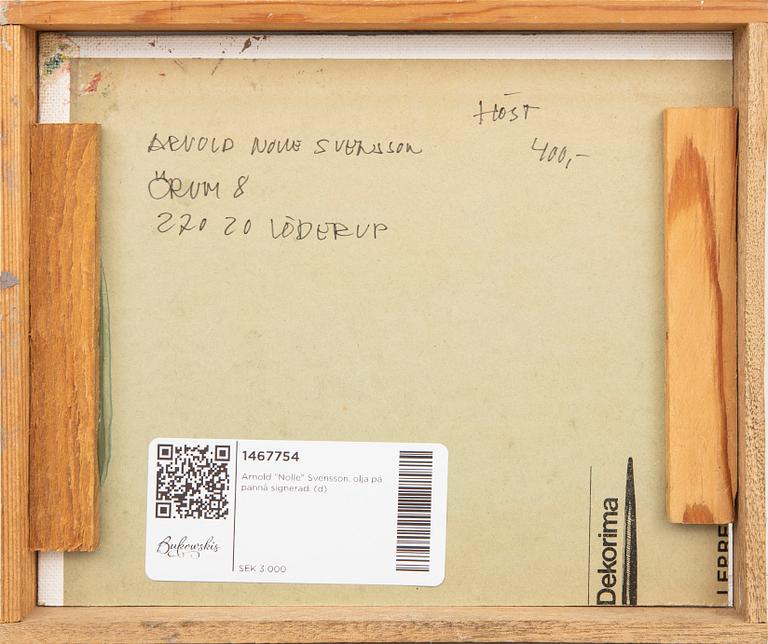 HÖST
400,-
ARNOLD NOLLE SVENSSON
ÖRUM 8
270 20 LÖDERUP
1467754
Arnold "Nolle" Svensson, olja på
pannå signerad. (d)
Bukowskis
SEK 3 000
Dekorima